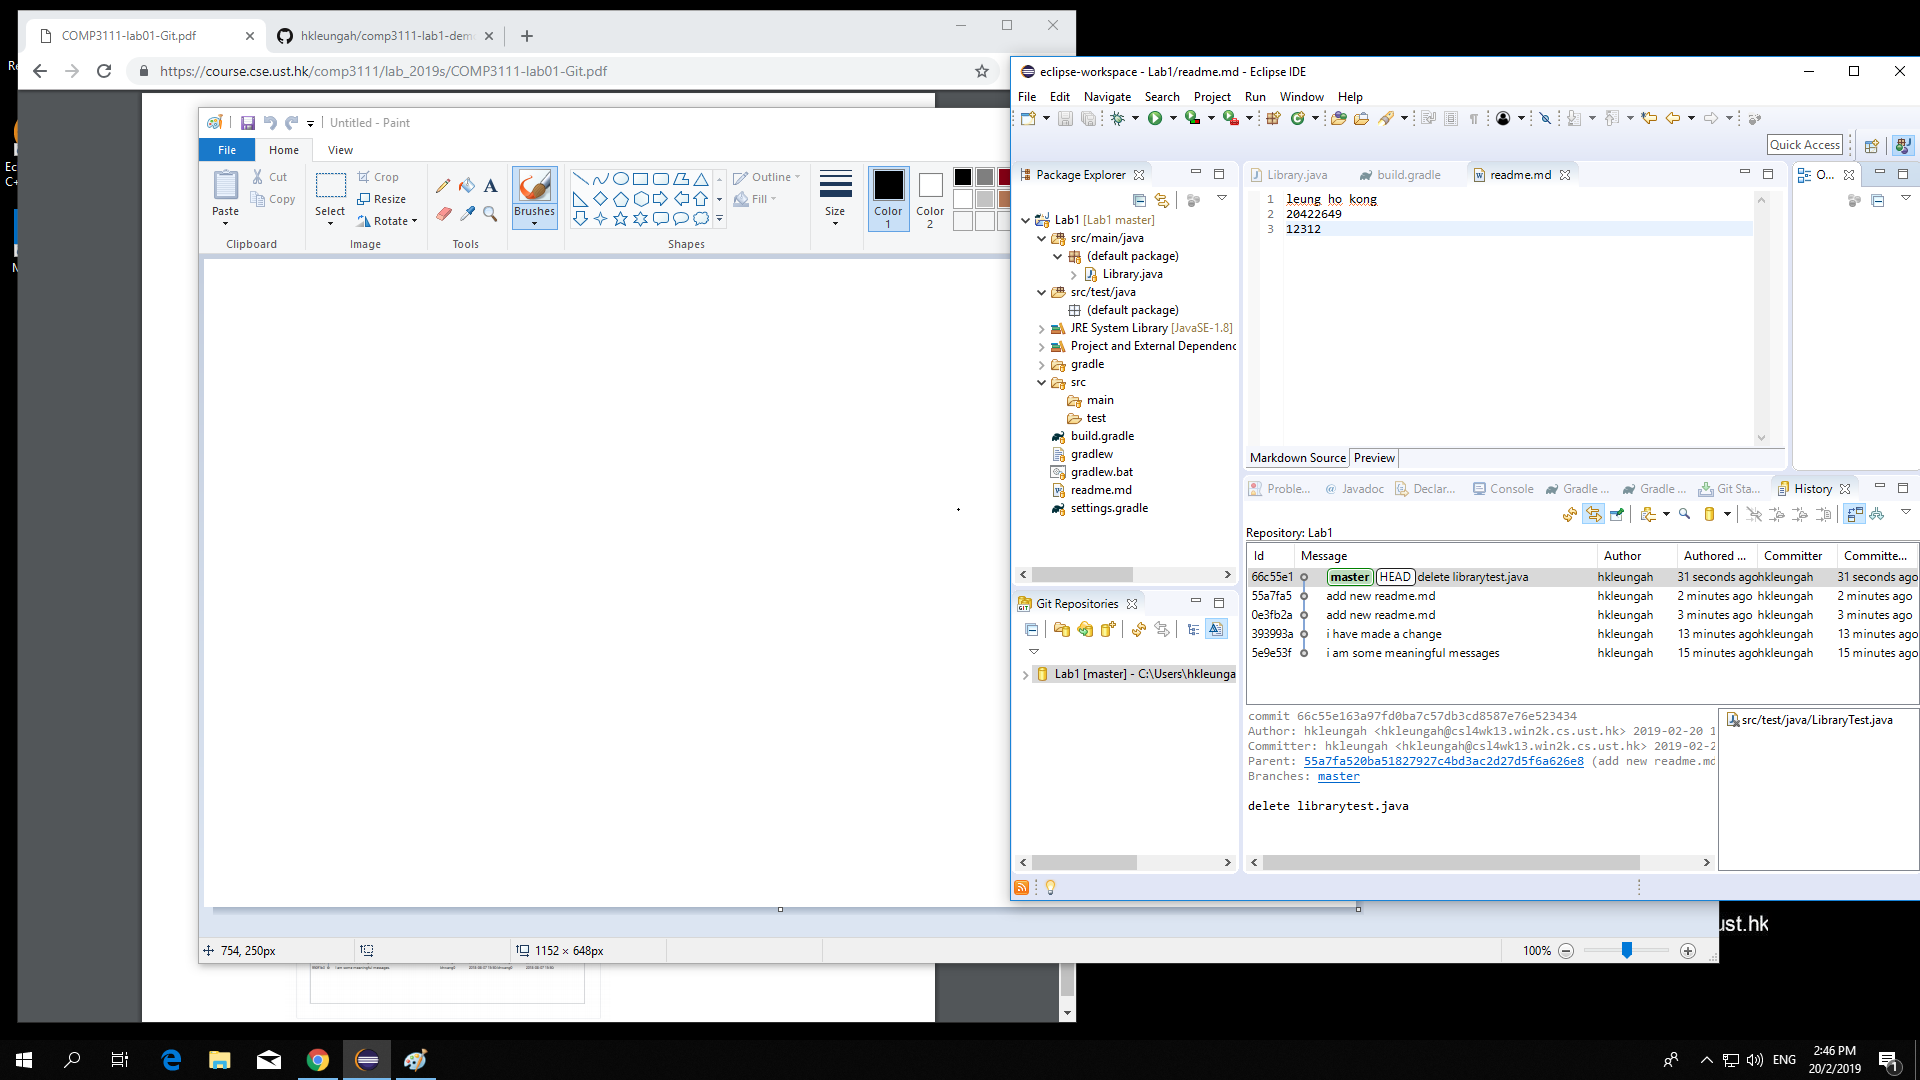 COMP3111-lab01-Git.pdf
hkleungah/comp3111-lab1-dem
https://course.cse.ust.hk/comp3111/lab_2019s/COMP3111-lab01-Git.pdf
Untitled - Paint
File Home View
Paste
Cut
Copy
Clipboard
Select
Crop
Resize
Rotate
Image
Tools
Brushes
Outline
Fill
Shapes
Size
Color 1
Color 2
754, 250px
1152 × 648px
100%
eclipse-workspace - Lab1/readme.md - Eclipse IDE
File Edit Navigate Search Project Run Window Help
Quick Access
Package Explorer
Lab1 [Lab1 master]
src/main/java
(default package)
Library.java
src/test/java
(default package)
JRE System Library [JavaSE-1.8]
Project and External Dependenc
gradle
src
main
test
build.gradle
gradlew
gradlew.bat
readme.md
settings.gradle
Git Repositories
Lab1 [master] - C:\Users\hkleunga
Library.java build.gradle readme.md
1 leung ho kong
2 20422649
3 12312
Markdown Source Preview
O...
Proble... @ Javadoc Declar... Console Gradle ... Gradle ... Git Sta... History
Repository: Lab1
Id Message Author Authored ... Committer Committe...
66c55e1 master HEAD delete librarytest.java hkleungah 31 seconds ago hkleungah 31 seconds ago
55a7fa5 add new readme.md hkleungah 2 minutes ago hkleungah 2 minutes ago
0e3fb2a add new readme.md hkleungah 3 minutes ago hkleungah 3 minutes ago
393993a i have made a change hkleungah 13 minutes ago hkleungah 13 minutes ago
5e9e53f i am some meaningful messages hkleungah 15 minutes ago hkleungah 15 minutes ago
commit 66c55e163a97fd0ba7c57db3cd8587e76e523434
Author: hkleungah <hkleungah@csl4wk13.win2k.cs.ust.hk> 2019-02-20 1
Committer: hkleungah <hkleungah@csl4wk13.win2k.cs.ust.hk> 2019-02-2
Parent: 55a7fa520ba51827927c4bd3ac2d27d5f6a626e8 (add new readme.md
Branches: master
delete librarytest.java
src/test/java/LibraryTest.java
ust.hk
ENG
2:46 PM
20/2/2019
1